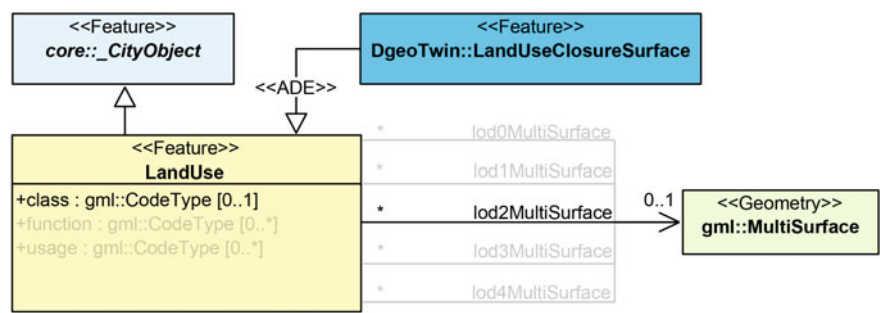 <<Feature>>
core::_CityObject
<<Feature>>
DgeoTwin::LandUseClosureSurface
<<ADE>>
<<Feature>>
LandUse
+class : gml::CodeType [0..1]
+function : gml::CodeType [0..*]
+usage : gml::CodeType [0..*]
* lod0MultiSurface
* lod1MultiSurface
* lod2MultiSurface 0..1
* lod3MultiSurface
* lod4MultiSurface
<<Geometry>>
gml::MultiSurface